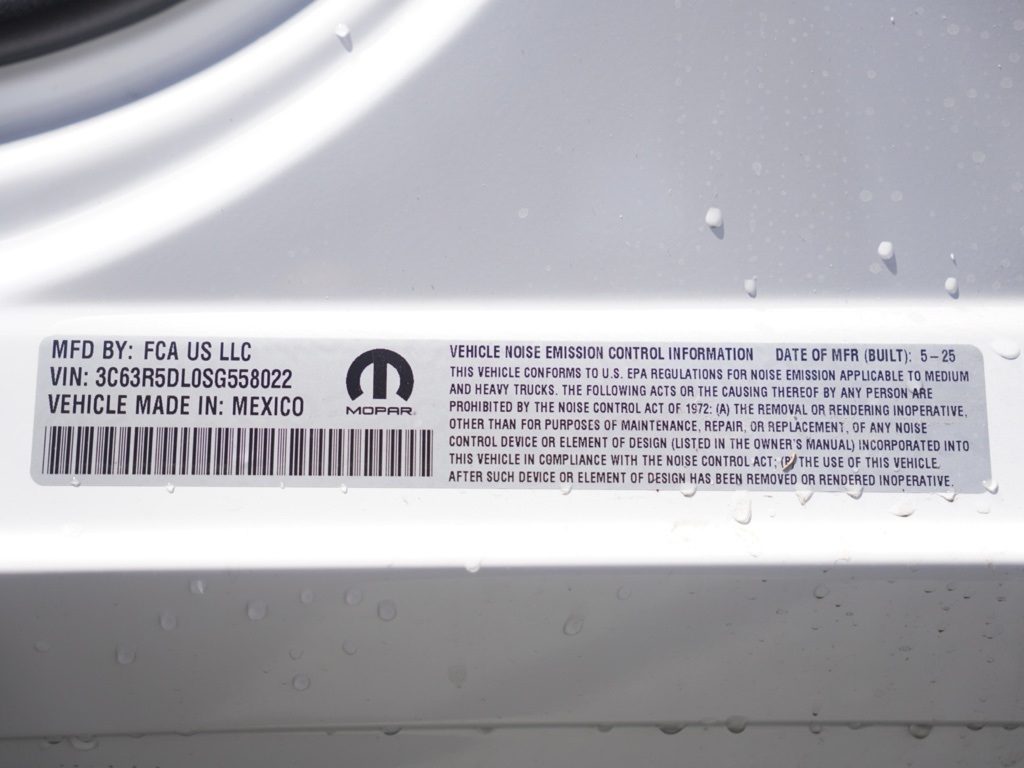 MFD BY: FCA US LLC
VIN: 3C63R5DL0SG558022
VEHICLE MADE IN: MEXICO
MOPAR
VEHICLE NOISE EMISSION CONTROL INFORMATION DATE OF MFR (BUILT): 5-25
THIS VEHICLE CONFORMS TO U.S. EPA REGULATIONS FOR NOISE EMISSION APPLICABLE TO MEDIUM
AND HEAVY TRUCKS. THE FOLLOWING ACTS OR THE CAUSING THEREOF BY ANY PERSON ARE
PROHIBITED BY THE NOISE CONTROL ACT OF 1972: (A) THE REMOVAL OR RENDERING INOPERATIVE,
OTHER THAN FOR PURPOSES OF MAINTENANCE, REPAIR, OR REPLACEMENT, OF ANY NOISE
CONTROL DEVICE OR ELEMENT OF DESIGN (LISTED IN THE OWNER'S MANUAL) INCORPORATED INTO
THIS VEHICLE IN COMPLIANCE WITH THE NOISE CONTROL ACT; (B) THE USE OF THIS VEHICLE.
AFTER SUCH DEVICE OR ELEMENT OF DESIGN HAS BEEN REMOVED OR RENDERED INOPERATIVE.